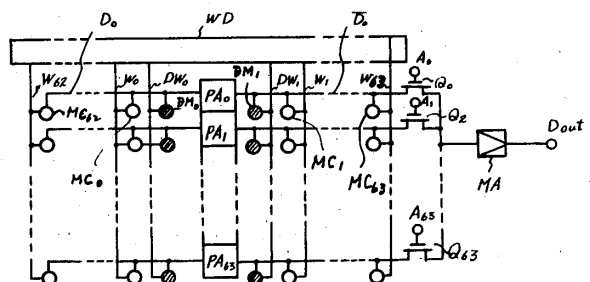 D₀ WD D̅₀
W62 W₀ DW₀ DM₁ DW₁ W₁ W63 A₀
PA₀ Q₀
MC62 DM₀ A₁
PA₁ Q₂ Dout
MC₀ MC₁ MC63 MA
A63
PA63 Q63